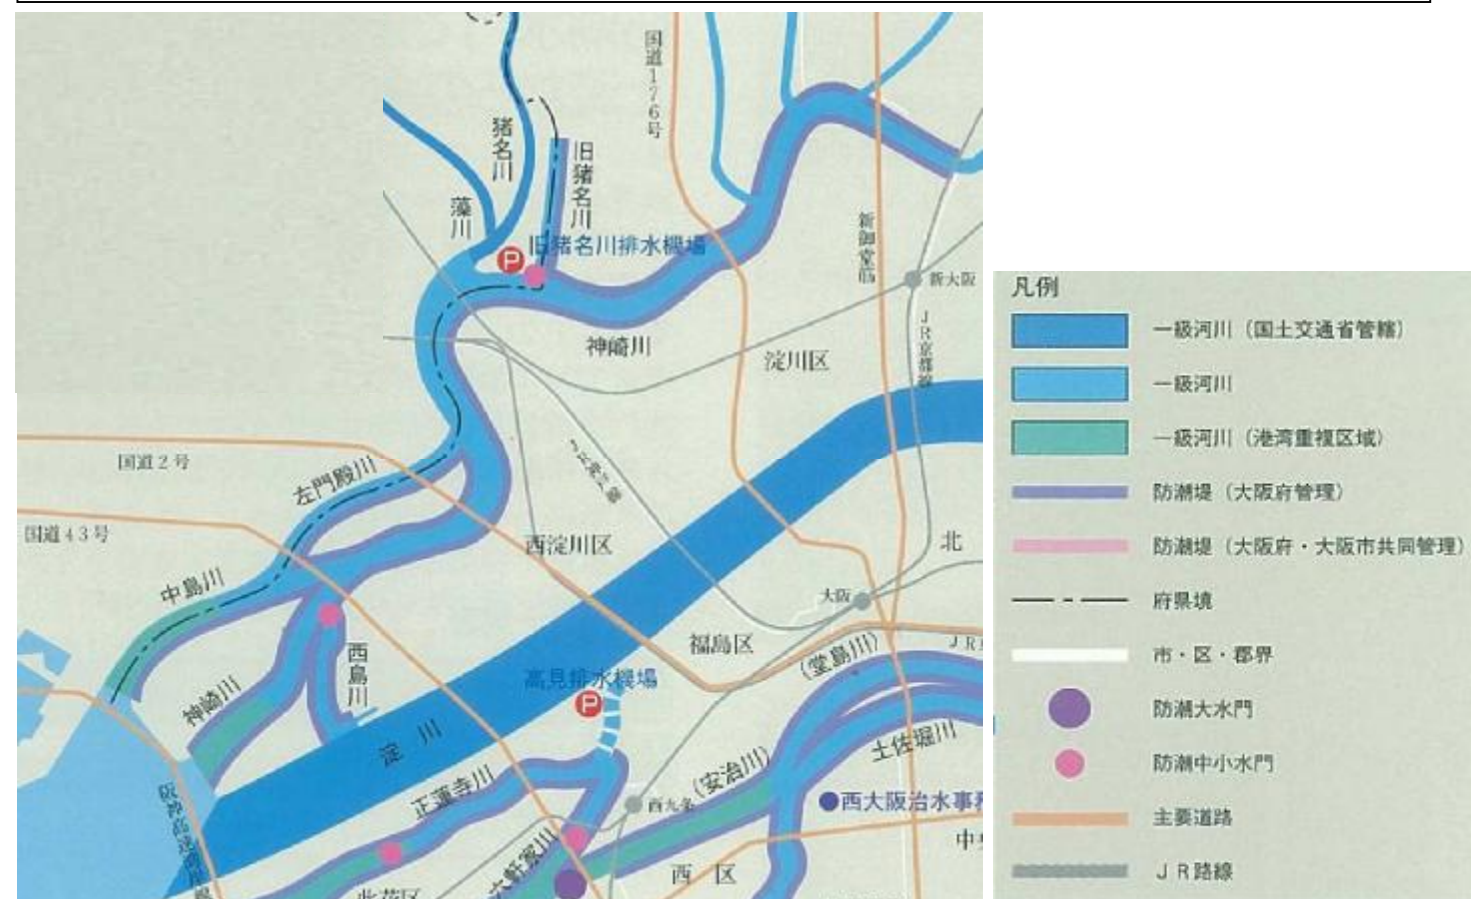 国道176号
猪名川
旧猪名川
藻川
旧猪名川排水機場
P
新御堂筋
新大阪
JR京都線
神崎川
淀川区
国道2号
左門殿川
国道43号
西淀川区
北
中島川
大阪
福島区
(堂島川)
JR
西島川
高見排水機場
P
神崎川
淀川
土佐堀川
(安治川)
正蓮寺川
西九条
西大阪治水事務
中央
六軒家川
西区
此花区
凡例
一級河川(国土交通省管轄)
一級河川
一級河川(港湾重複区域)
防潮堤(大阪府管理)
防潮堤(大阪府・大阪市共同管理)
府県境
市・区・郡界
防潮大水門
防潮中小水門
主要道路
JR路線